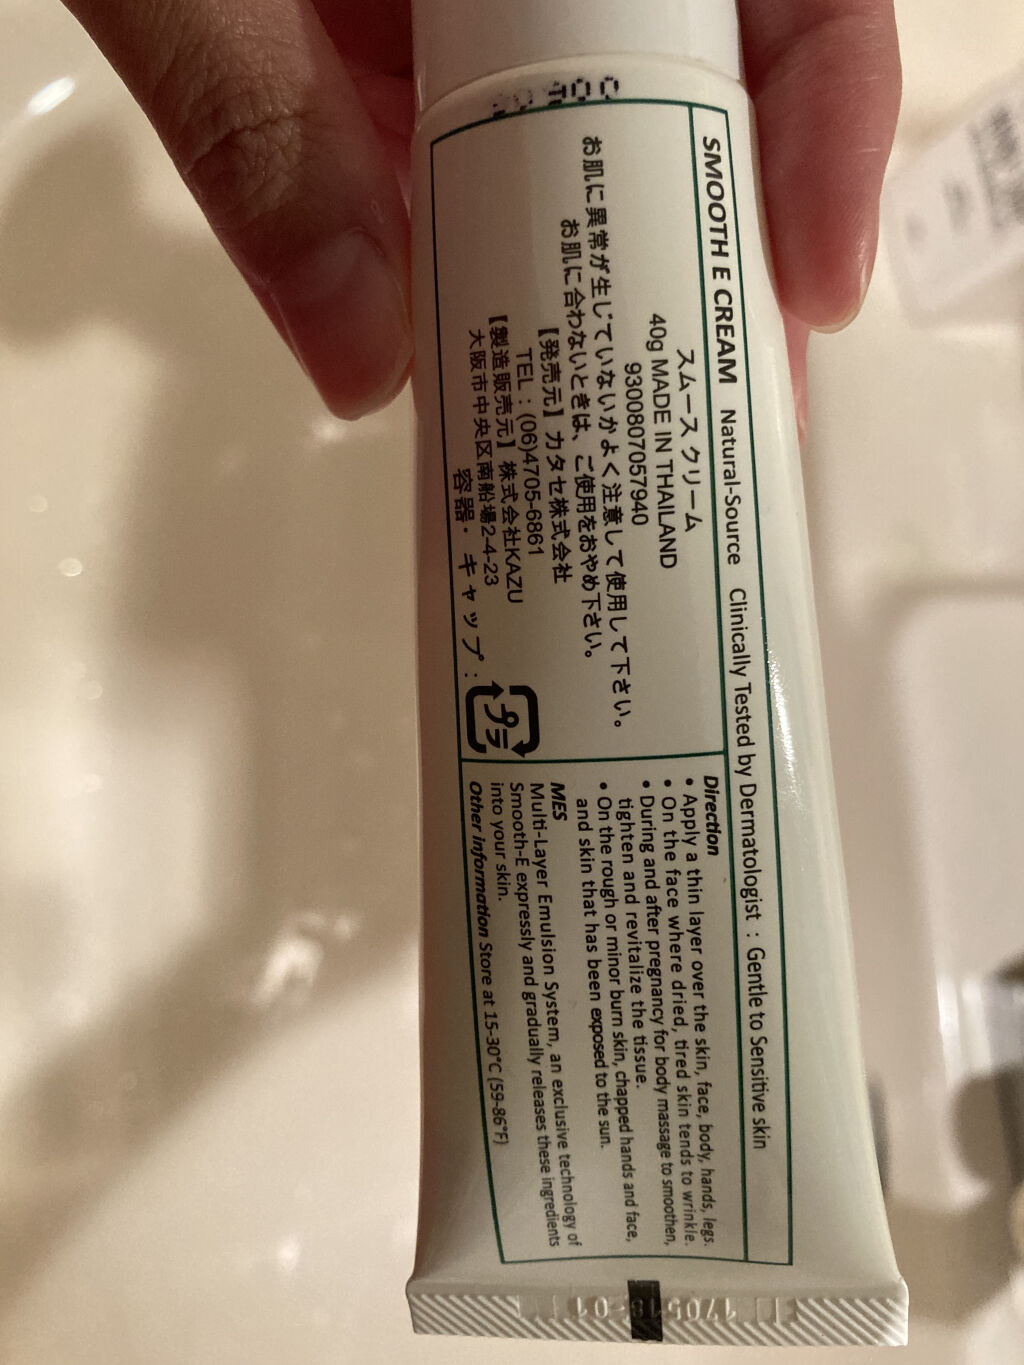 SMOOTH E CREAM Natural-Source Clinically Tested by Dermatologist : Gentle to Sensitive skin
スムース クリーム
40g MADE IN THAILAND
9300807057940
お肌に異常が生じていないかよく注意して使用して下さい。
お肌に合わないときは、ご使用をおやめ下さい。
【発売元】カタセ株式会社
TEL : (06)4705-6861
【製造販売元】株式会社KAZU
大阪市中央区南船場2-4-23
容器・キャップ :
プラ
Direction
• Apply a thin layer over the skin, face, body, hands, legs.
• On the face where dried, tired skin tends to wrinkle.
• During and after pregnancy for body massage to smoothen,
tighten and revitalize the tissue.
• On the rough or minor burn skin, chapped hands and face,
and skin that has been exposed to the sun.
MES
Multi-Layer Emulsion System, an exclusive technology of
Smooth-E expressly and gradually releases these ingredients
into your skin.
Other information Store at 15-30°C (59-86°F)